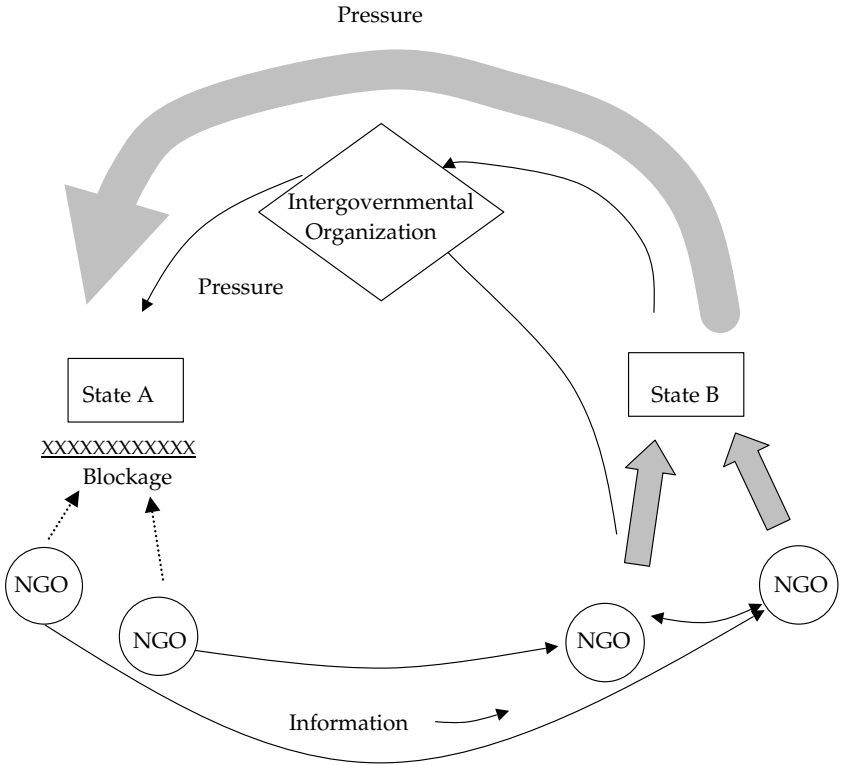 Pressure
Intergovernmental
Organization
Pressure
State A
State B
XXXXXXXXXXXX
Blockage
NGO
NGO
NGO
NGO
Information